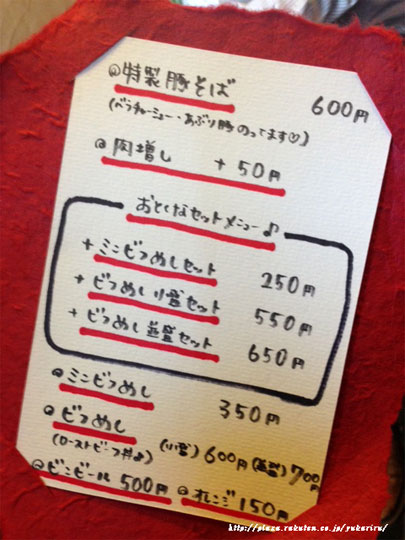 @特製豚そば 600円
(バラチャーシュー・あぶり豚のってます♡)
@肉増し +50円
おとくなセットメニュー♪
+ミニビフめしセット 250円
+ビフめし小盛セット 550円
+ビフめし並盛セット 650円
@ミニビフめし 350円
@ビフめし
(ローストビーフ丼♪) (小盛)600円 (並盛)700円
@ビンビール 500円 @オレンジ 150円
http://plaza.rakuten.co.jp/yukariru/